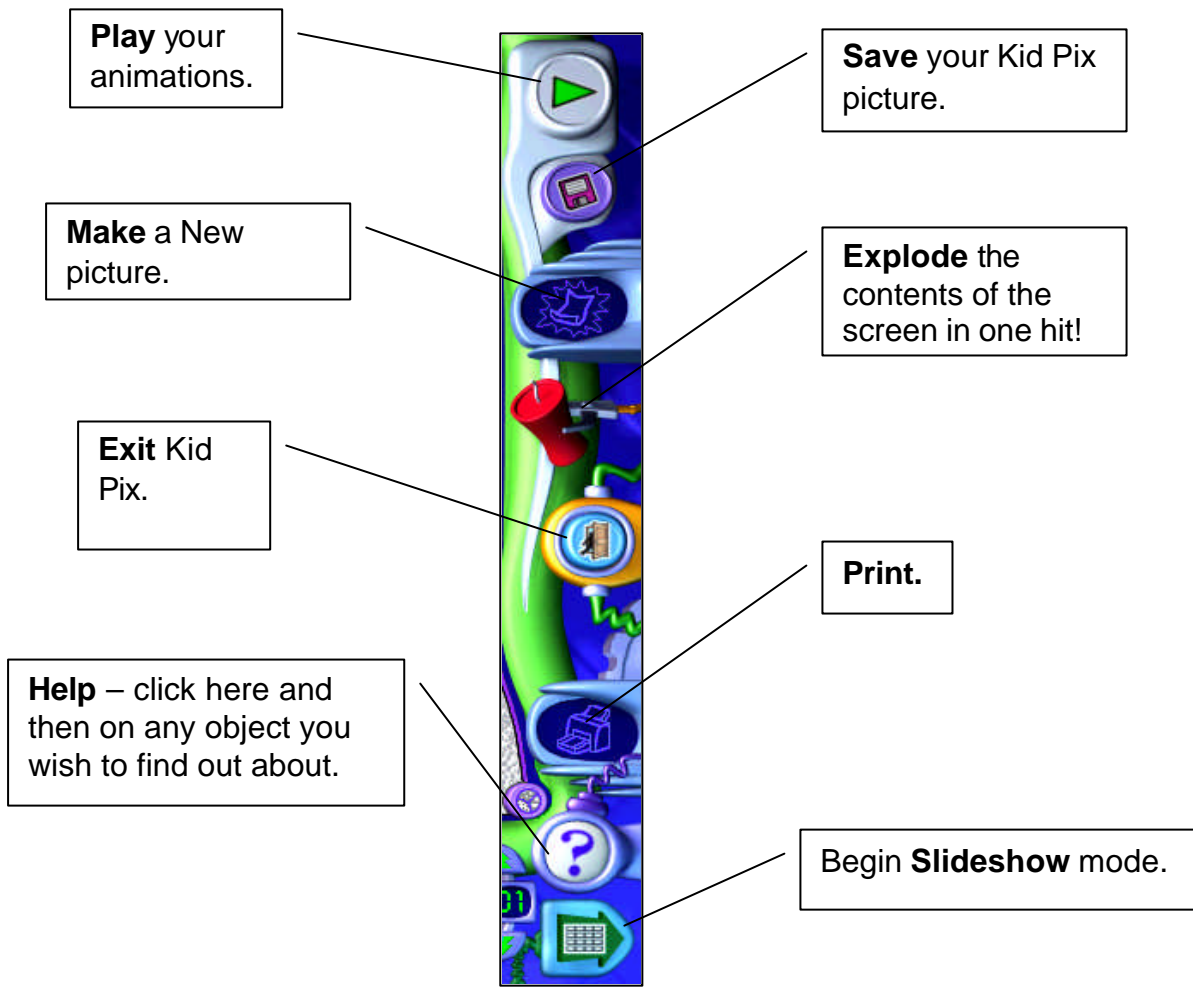 Play your
animations.
Save your Kid Pix
picture.
Make a New
picture.
Explode the
contents of the
screen in one hit!
Exit Kid
Pix.
Print.
Help – click here and
then on any object you
wish to find out about.
?
01
Begin Slideshow mode.